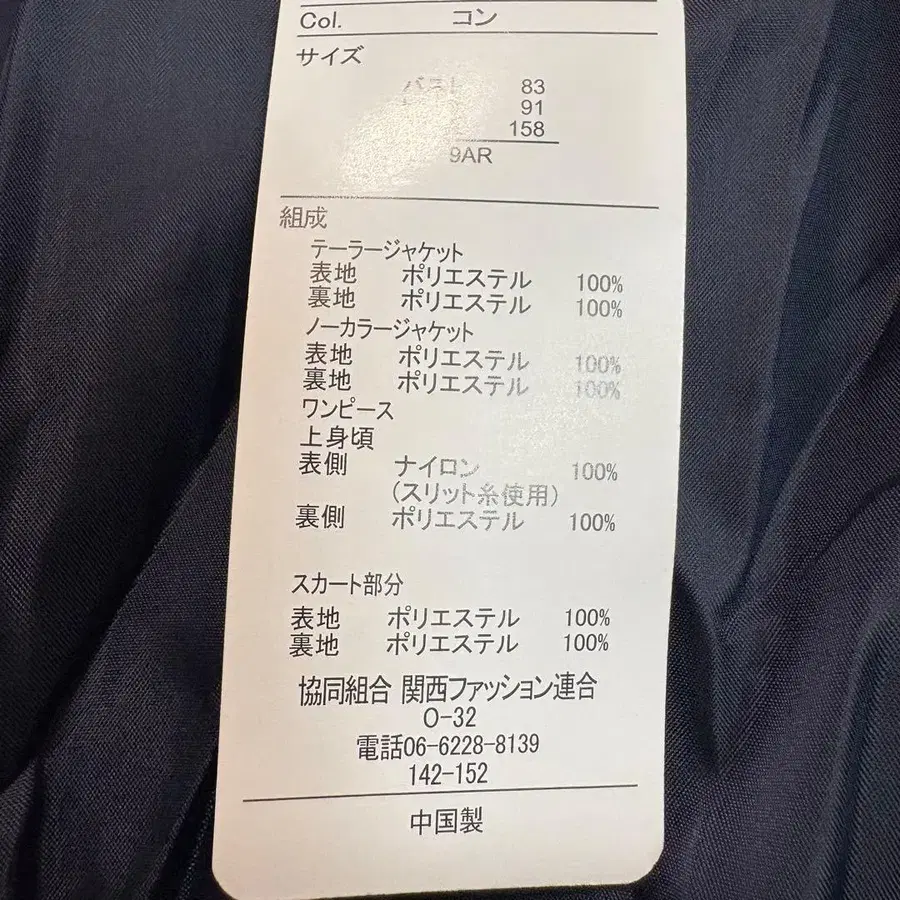 Col. コン
サイズ
バスト 83
91
158
9AR
組成
テーラージャケット
表地 ポリエステル 100%
裏地 ポリエステル 100%
ノーカラージャケット
表地 ポリエステル 100%
裏地 ポリエステル 100%
ワンピース
上身頃
表側 ナイロン 100%
(スリット糸使用)
裏側 ポリエステル 100%
スカート部分
表地 ポリエステル 100%
裏地 ポリエステル 100%
協同組合 関西ファッション連合
O-32
電話06-6228-8139
142-152
中国製